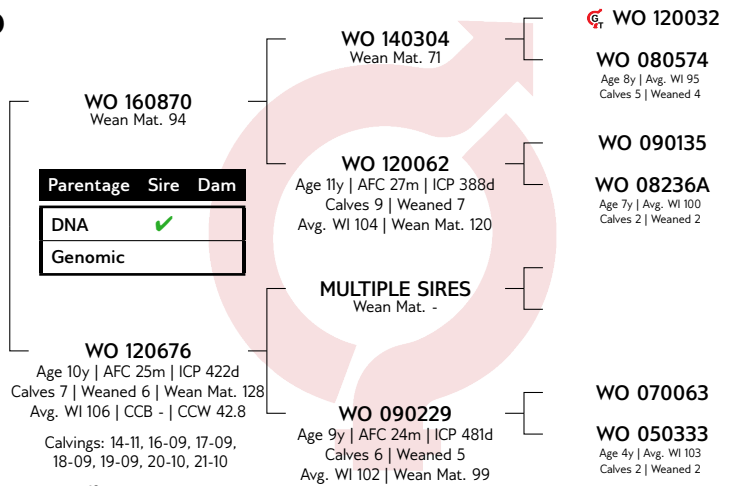 WO 160870
Wean Mat. 94
Parentage Sire Dam
DNA ✔
Genomic
WO 120676
Age 10y | AFC 25m | ICP 422d
Calves 7 | Weaned 6 | Wean Mat. 128
Avg. WI 106 | CCB - | CCW 42.8
Calvings: 14-11, 16-09, 17-09,
18-09, 19-09, 20-10, 21-10
WO 140304
Wean Mat. 71
WO 120062
Age 11y | AFC 27m | ICP 388d
Calves 9 | Weaned 7
Avg. WI 104 | Wean Mat. 120
MULTIPLE SIRES
Wean Mat. -
WO 090229
Age 9y | AFC 24m | ICP 481d
Calves 6 | Weaned 5
Avg. WI 102 | Wean Mat. 99
GT WO 120032
WO 080574
Age 8y | Avg. WI 95
Calves 5 | Weaned 4
WO 090135
WO 08236A
Age 7y | Avg. WI 100
Calves 2 | Weaned 2
WO 070063
WO 050333
Age 4y | Avg. WI 103
Calves 2 | Weaned 2